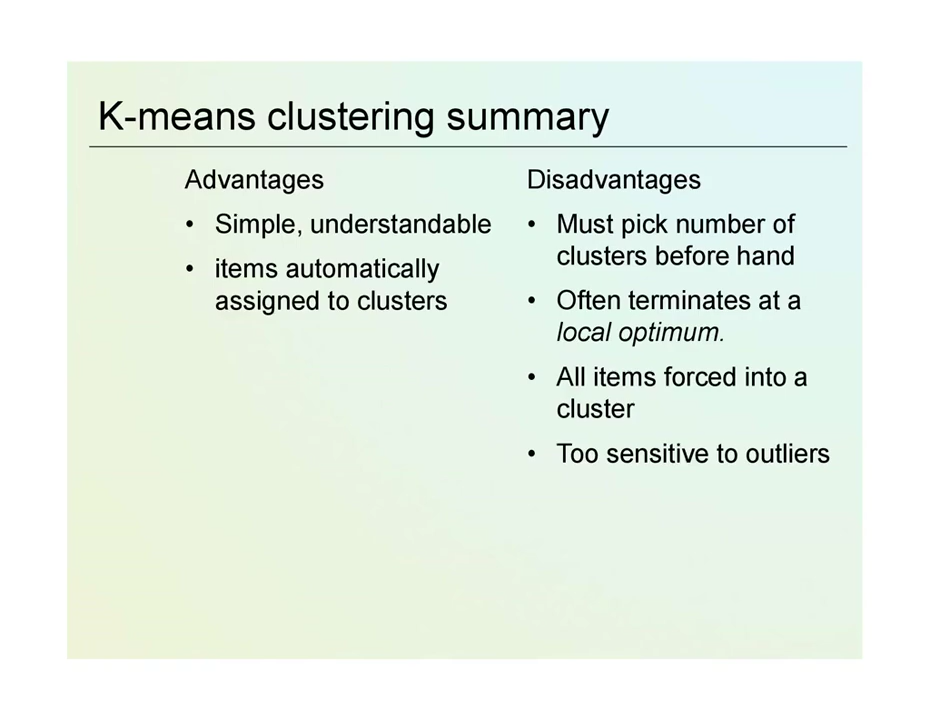 K-means clustering summary
Advantages
• Simple, understandable
• items automatically
assigned to clusters
Disadvantages
• Must pick number of
clusters before hand
• Often terminates at a
local optimum.
• All items forced into a
cluster
• Too sensitive to outliers